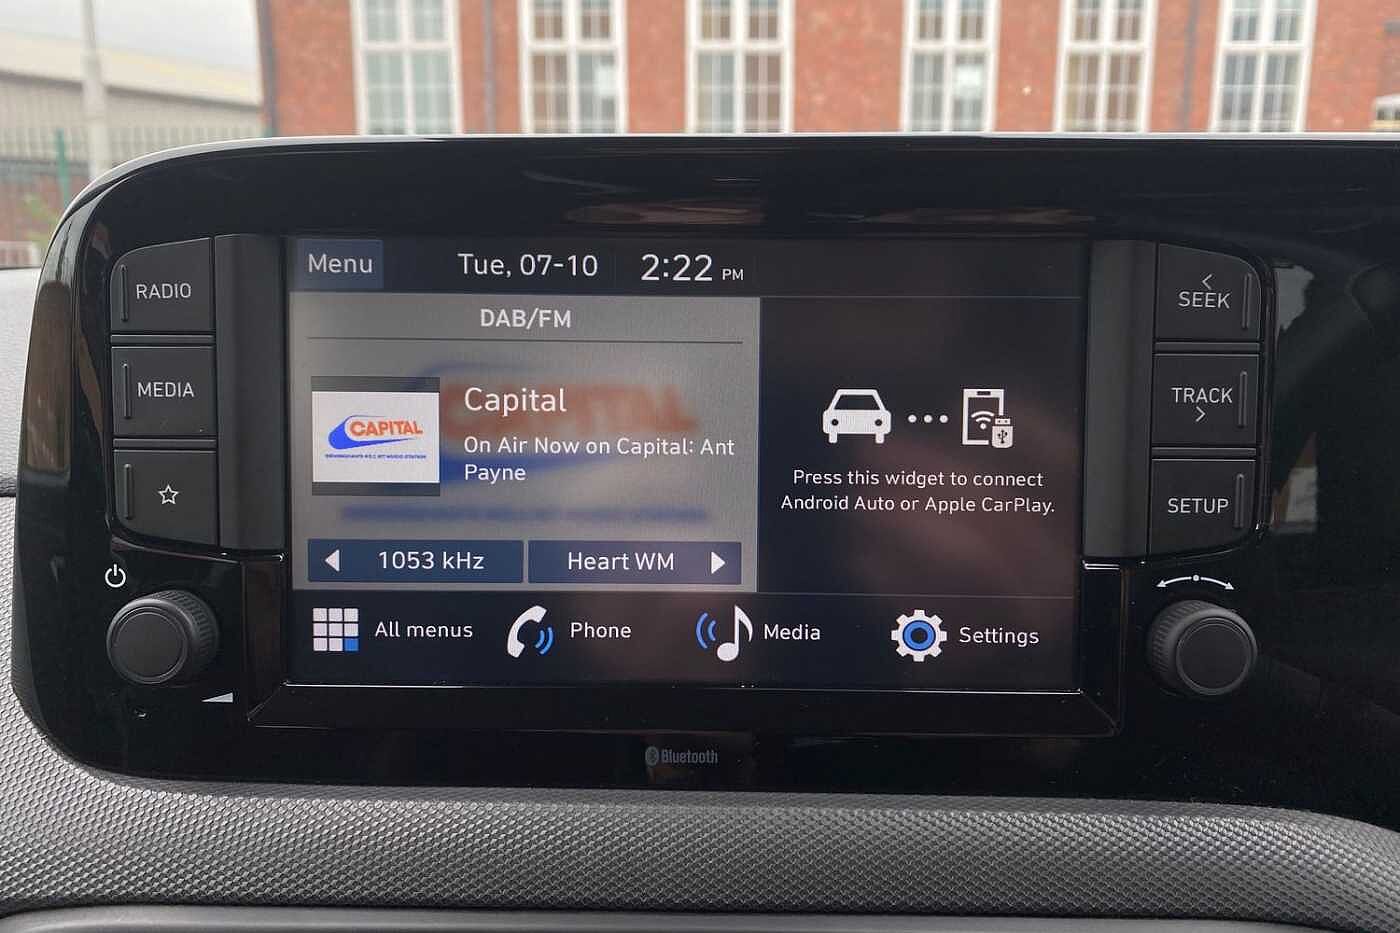 Menu
Tue, 07-10
2:22 PM
RADIO
MEDIA
DAB/FM
CAPITAL
Capital
On Air Now on Capital: Ant
Payne
1053 kHz
Heart WM
Press this widget to connect
Android Auto or Apple CarPlay.
All menus
Phone
Media
Settings
SEEK
TRACK
SETUP
Bluetooth